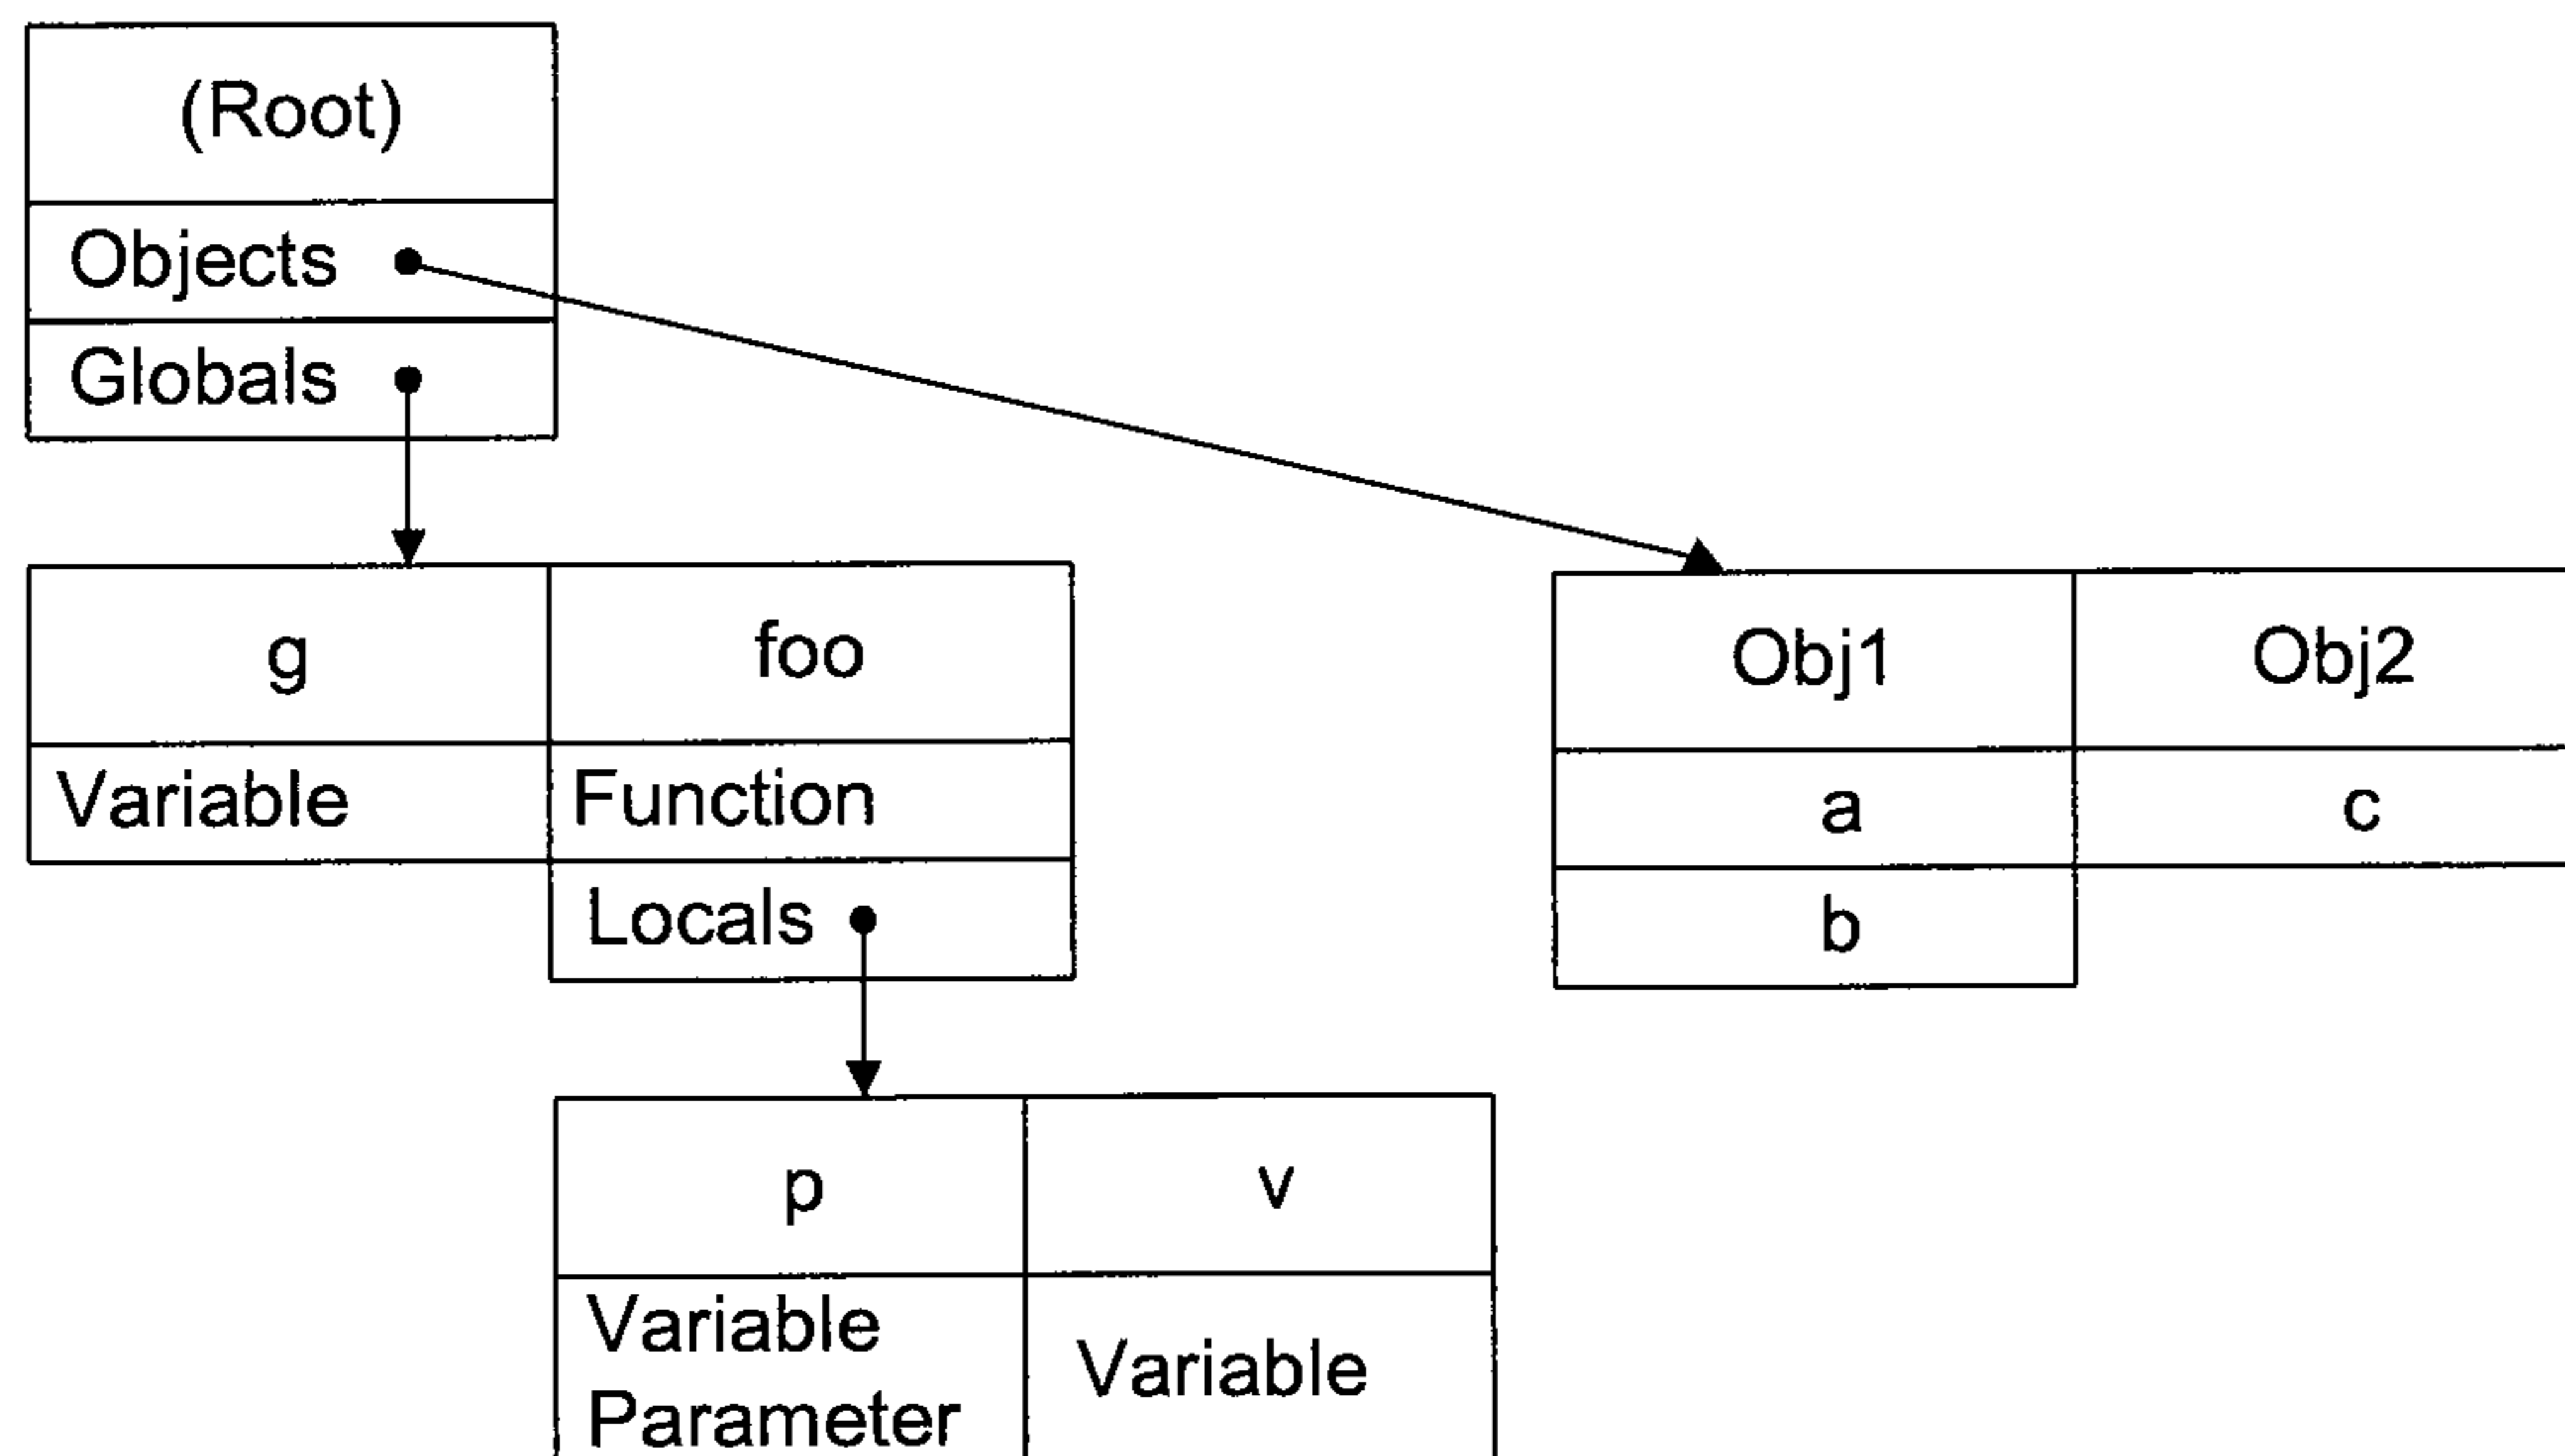 (Root)
Objects
Globals
g
foo
Obj1
Obj2
Variable
Function
a
c
Locals
b
p
v
Variable
Parameter
Variable